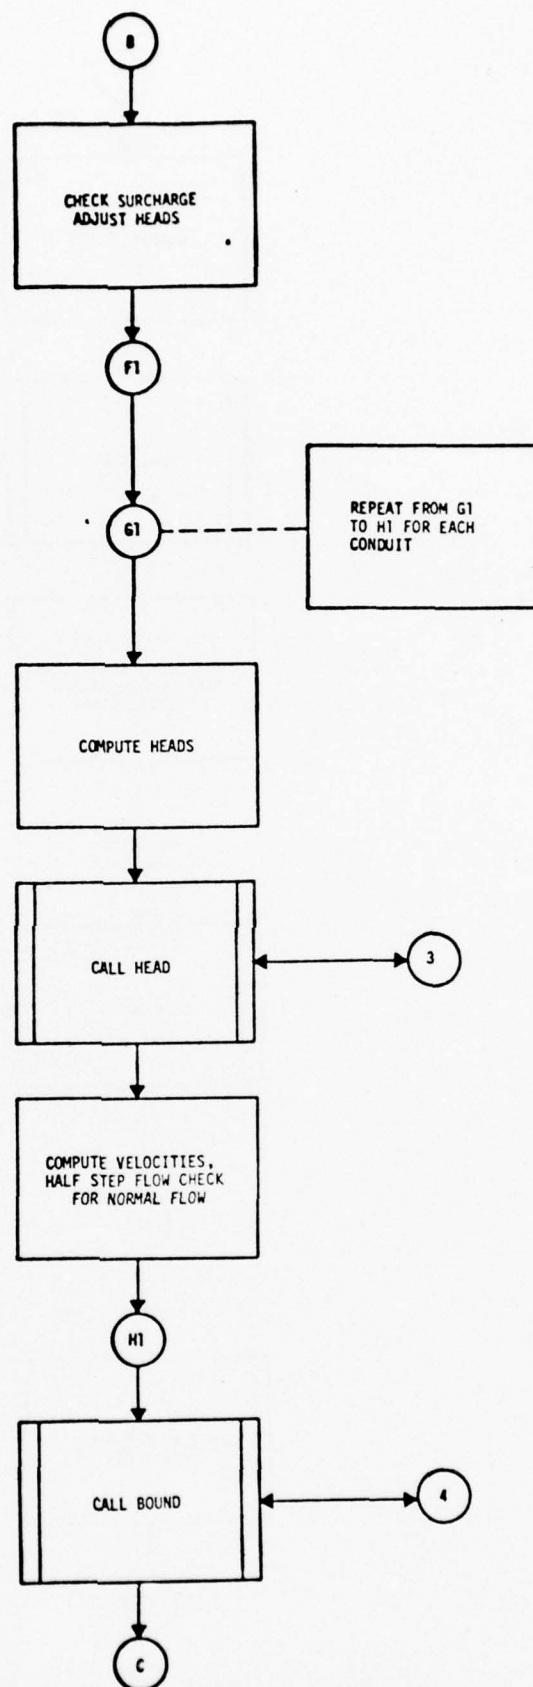 B
CHECK SURCHARGE
ADJUST HEADS
F1
G1
REPEAT FROM G1
TO H1 FOR EACH
CONDUIT
COMPUTE HEADS
CALL HEAD
3
COMPUTE VELOCITIES,
HALF STEP FLOW CHECK
FOR NORMAL FLOW
H1
CALL BOUND
4
C